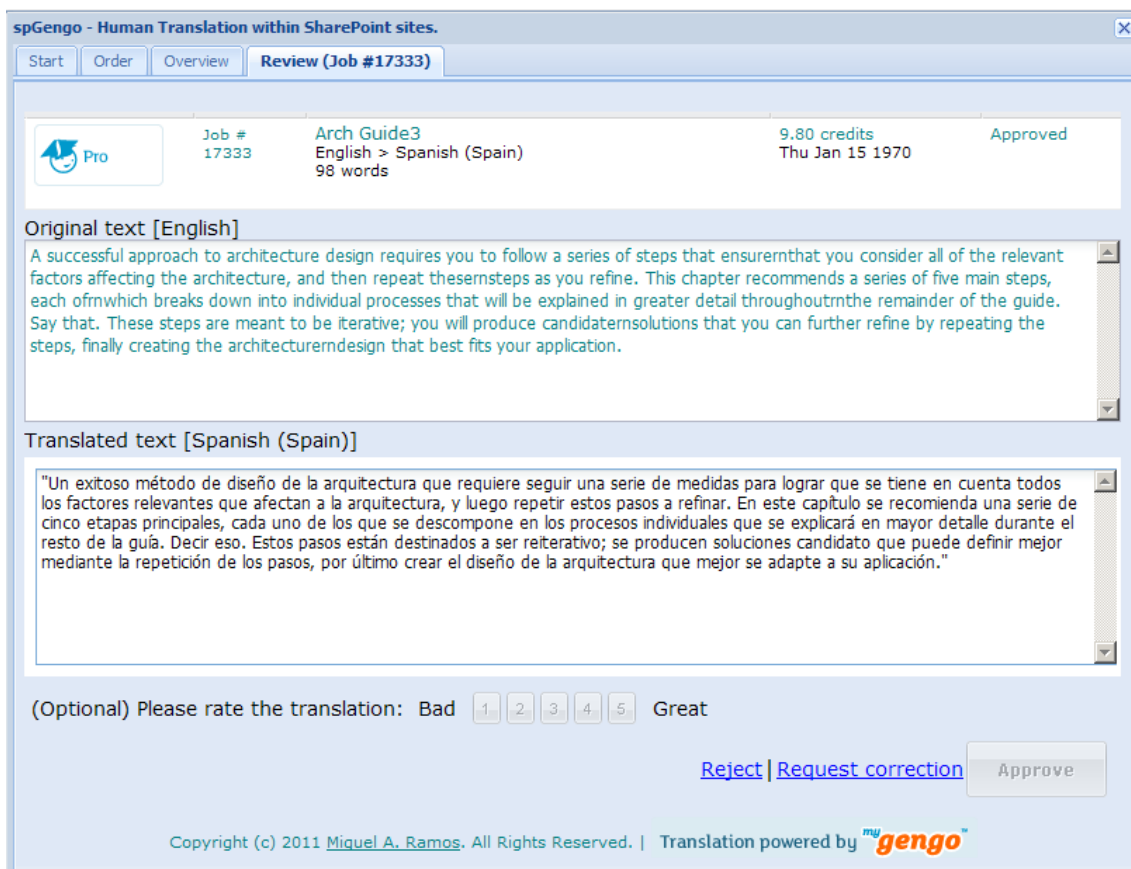 spGengo - Human Translation within SharePoint sites.
Start Order Overview Review (Job #17333)
Pro
Job #
17333
Arch Guide3
English > Spanish (Spain)
98 words
9.80 credits
Thu Jan 15 1970
Approved
Original text [English]
A successful approach to architecture design requires you to follow a series of steps that ensurernthat you consider all of the relevant
factors affecting the architecture, and then repeat thesernsteps as you refine. This chapter recommends a series of five main steps,
each ofrnwhich breaks down into individual processes that will be explained in greater detail throughoutrnthe remainder of the guide.
Say that. These steps are meant to be iterative; you will produce candidaternsolutions that you can further refine by repeating the
steps, finally creating the architecturerndesign that best fits your application.
Translated text [Spanish (Spain)]
"Un exitoso método de diseño de la arquitectura que requiere seguir una serie de medidas para lograr que se tiene en cuenta todos
los factores relevantes que afectan a la arquitectura, y luego repetir estos pasos a refinar. En este capítulo se recomienda una serie de
cinco etapas principales, cada uno de los que se descompone en los procesos individuales que se explicará en mayor detalle durante el
resto de la guía. Decir eso. Estos pasos están destinados a ser reiterativo; se producen soluciones candidato que puede definir mejor
mediante la repetición de los pasos, por último crear el diseño de la arquitectura que mejor se adapte a su aplicación."
(Optional) Please rate the translation: Bad 1 2 3 4 5 Great
Reject | Request correction Approve
Copyright (c) 2011 Miguel A. Ramos. All Rights Reserved. | Translation powered by mygengo™